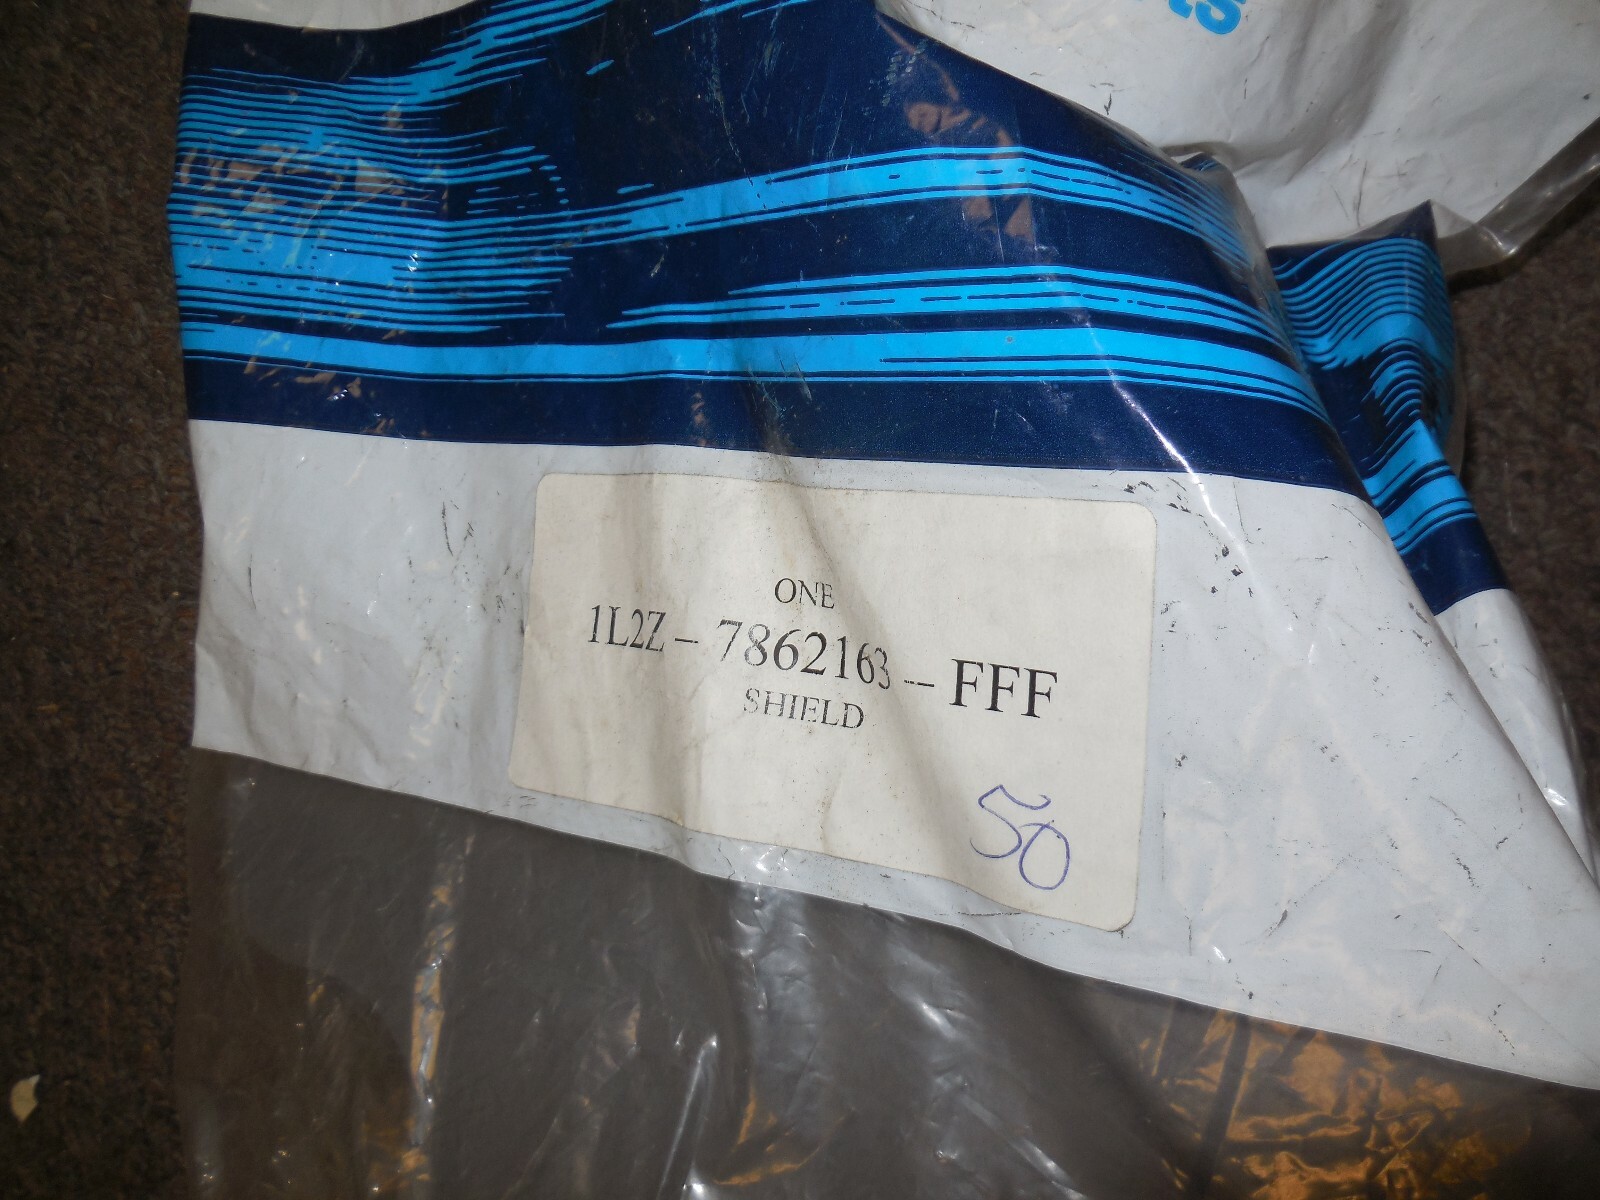 ONE
1L2Z - 7862163 -- FFF
SHIELD
50